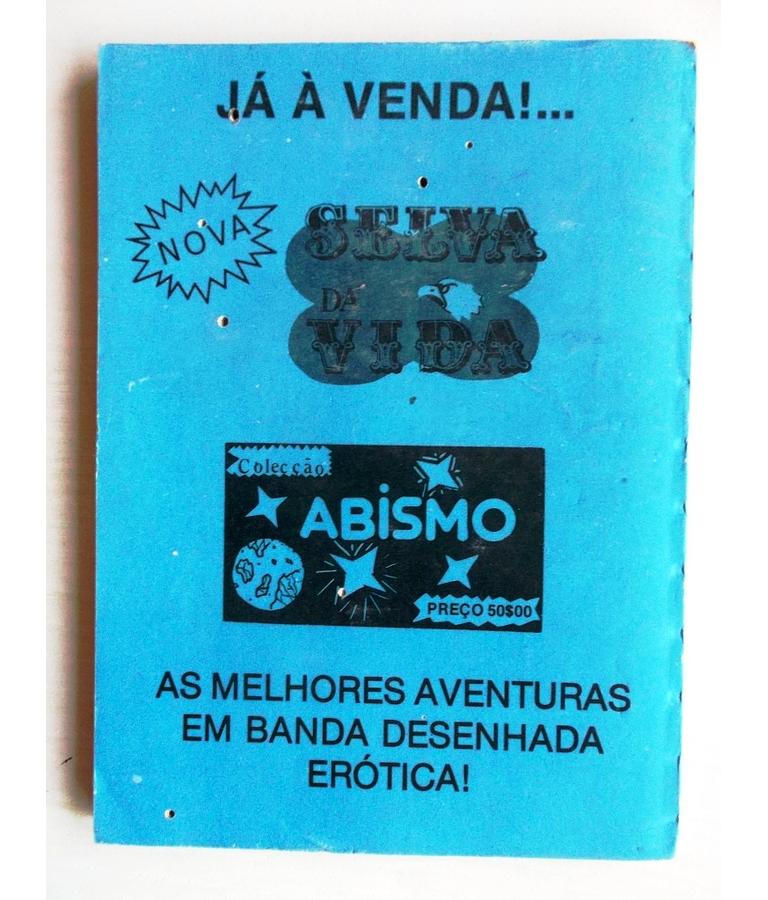 JÁ À VENDA!...
NOVA
SELVA
DA
VIDA
Colecção
ABISMO
PREÇO 50$00
AS MELHORES AVENTURAS
EM BANDA DESENHADA
ERÓTICA!